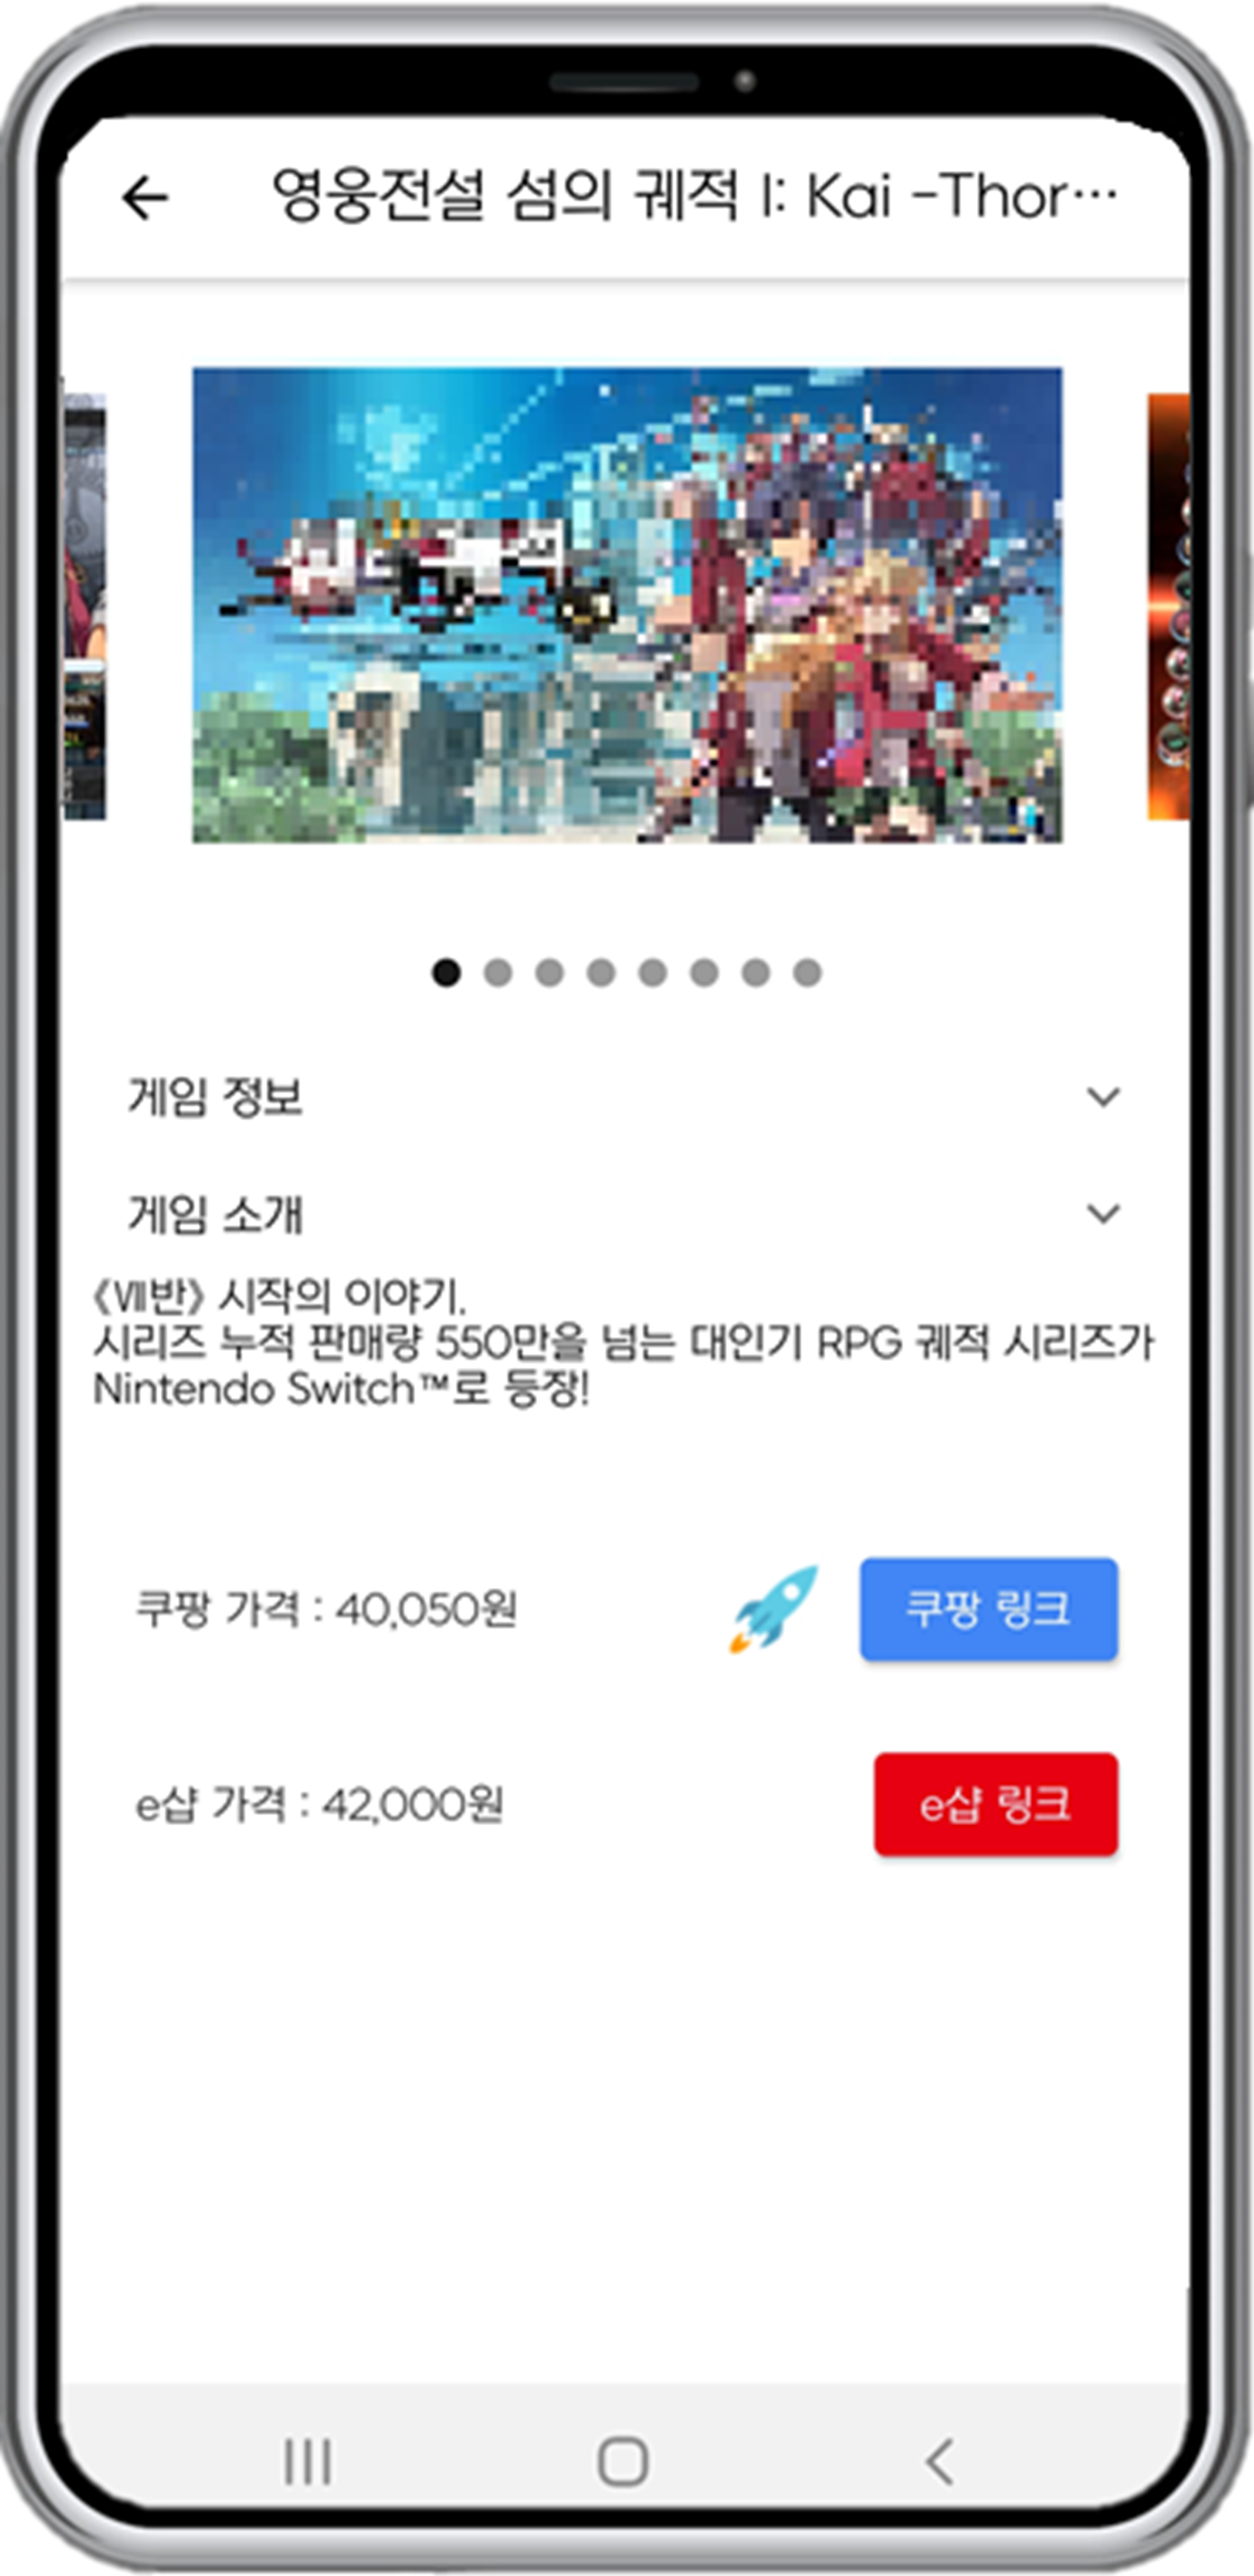 영웅전설 섬의 궤적 I: Kai -Thor…
게임 정보
게임 소개
《Ⅶ반》 시작의 이야기.
시리즈 누적 판매량 550만을 넘는 대인기 RPG 궤적 시리즈가
Nintendo Switch™로 등장!
쿠팡 가격 : 40,050원
쿠팡 링크
e샵 가격 : 42,000원
e샵 링크